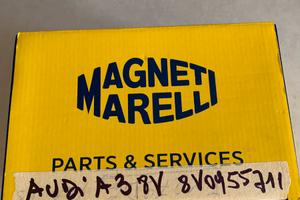 MAGNETI
MARELLI
PARTS & SERVICES
AUDi A3 8V 8V0955711